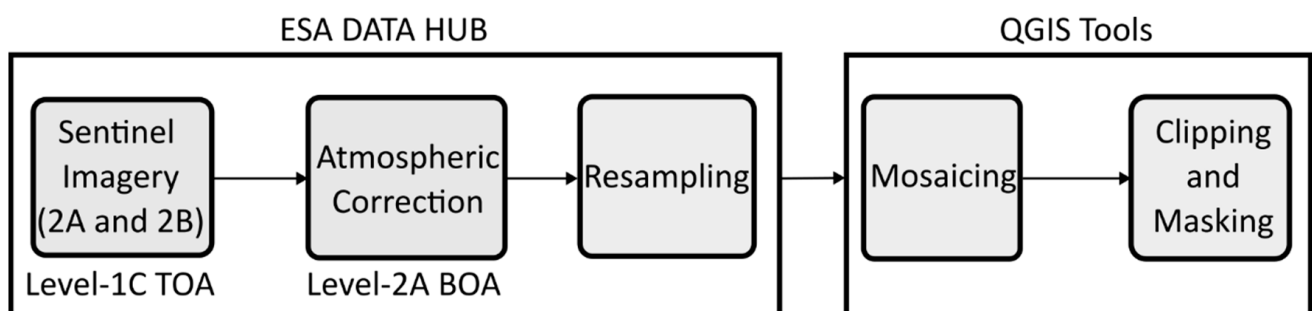 ESA DATA HUB
QGIS Tools
Sentinel
Imagery
(2A and 2B)
Level-1C TOA
Atmospheric
Correction
Level-2A BOA
Resampling
Mosaicing
Clipping
and
Masking